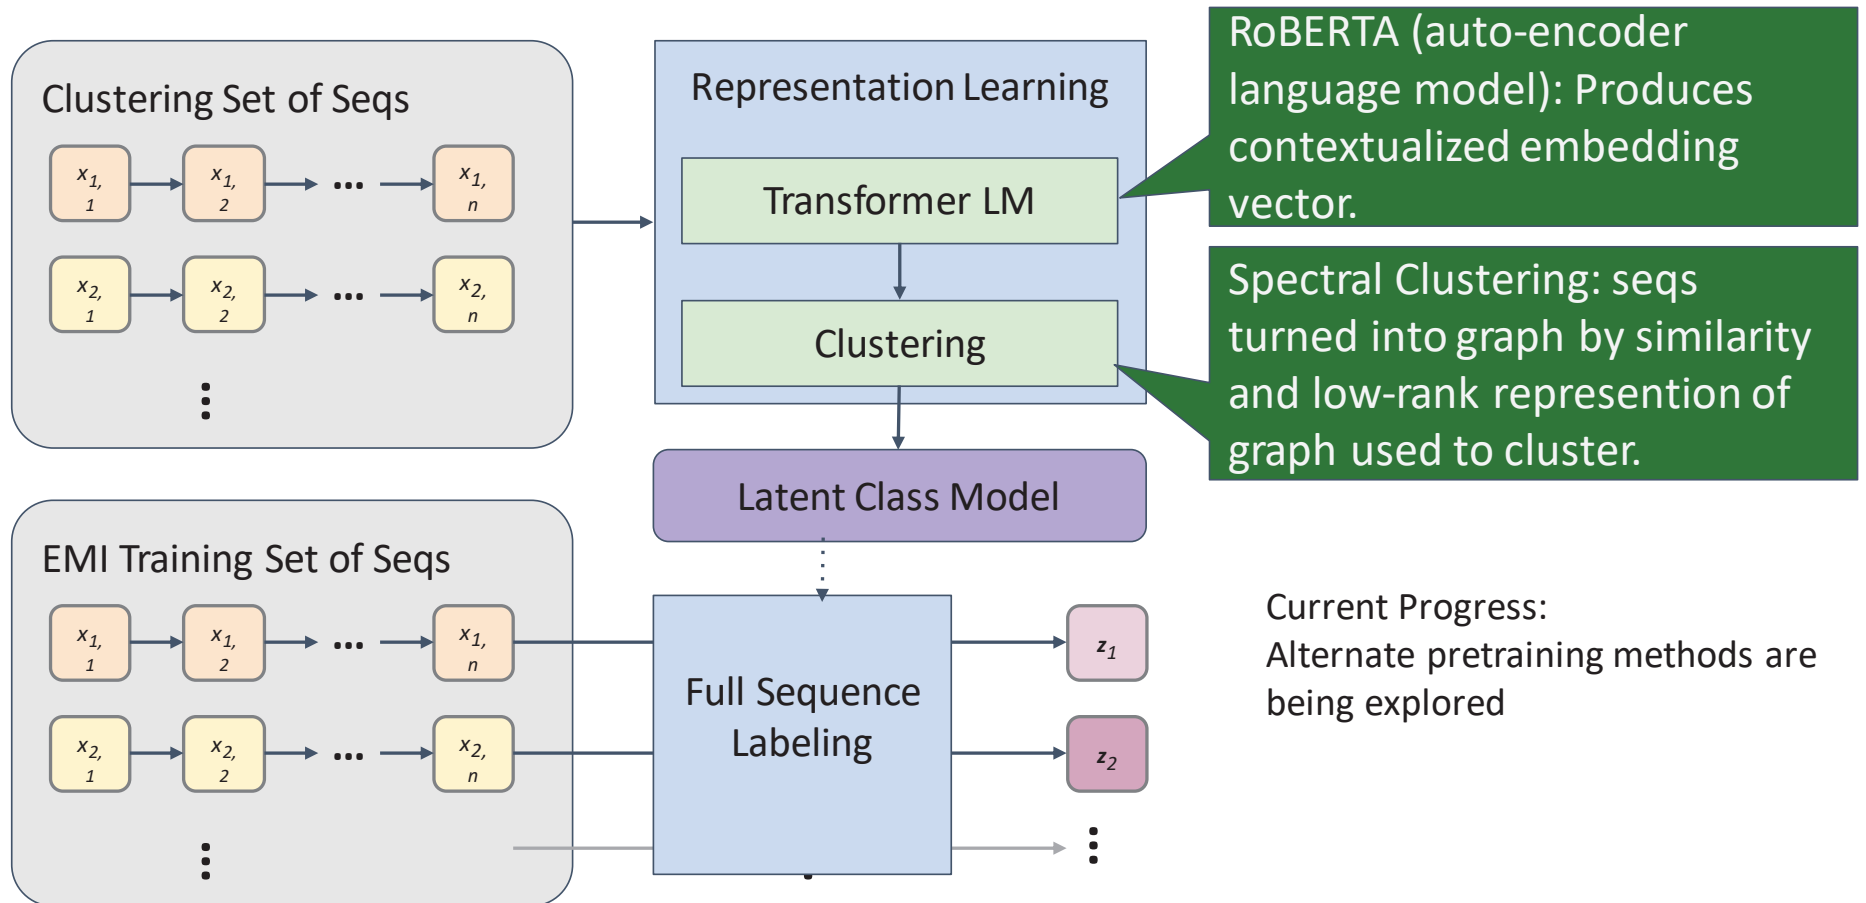 Clustering Set of Seqs
x1,
1
x1,
2
...
x1,
n
x2,
1
x2,
2
...
x2,
n
Representation Learning
Transformer LM
Clustering
RoBERTA (auto-encoder
language model): Produces
contextualized embedding
vector.
Spectral Clustering: seqs
turned into graph by similarity
and low-rank represention of
graph used to cluster.
Latent Class Model
EMI Training Set of Seqs
x1,
1
x1,
2
...
x1,
n
x2,
1
x2,
2
...
x2,
n
Full Sequence
Labeling
z1
z2
Current Progress:
Alternate pretraining methods are
being explored